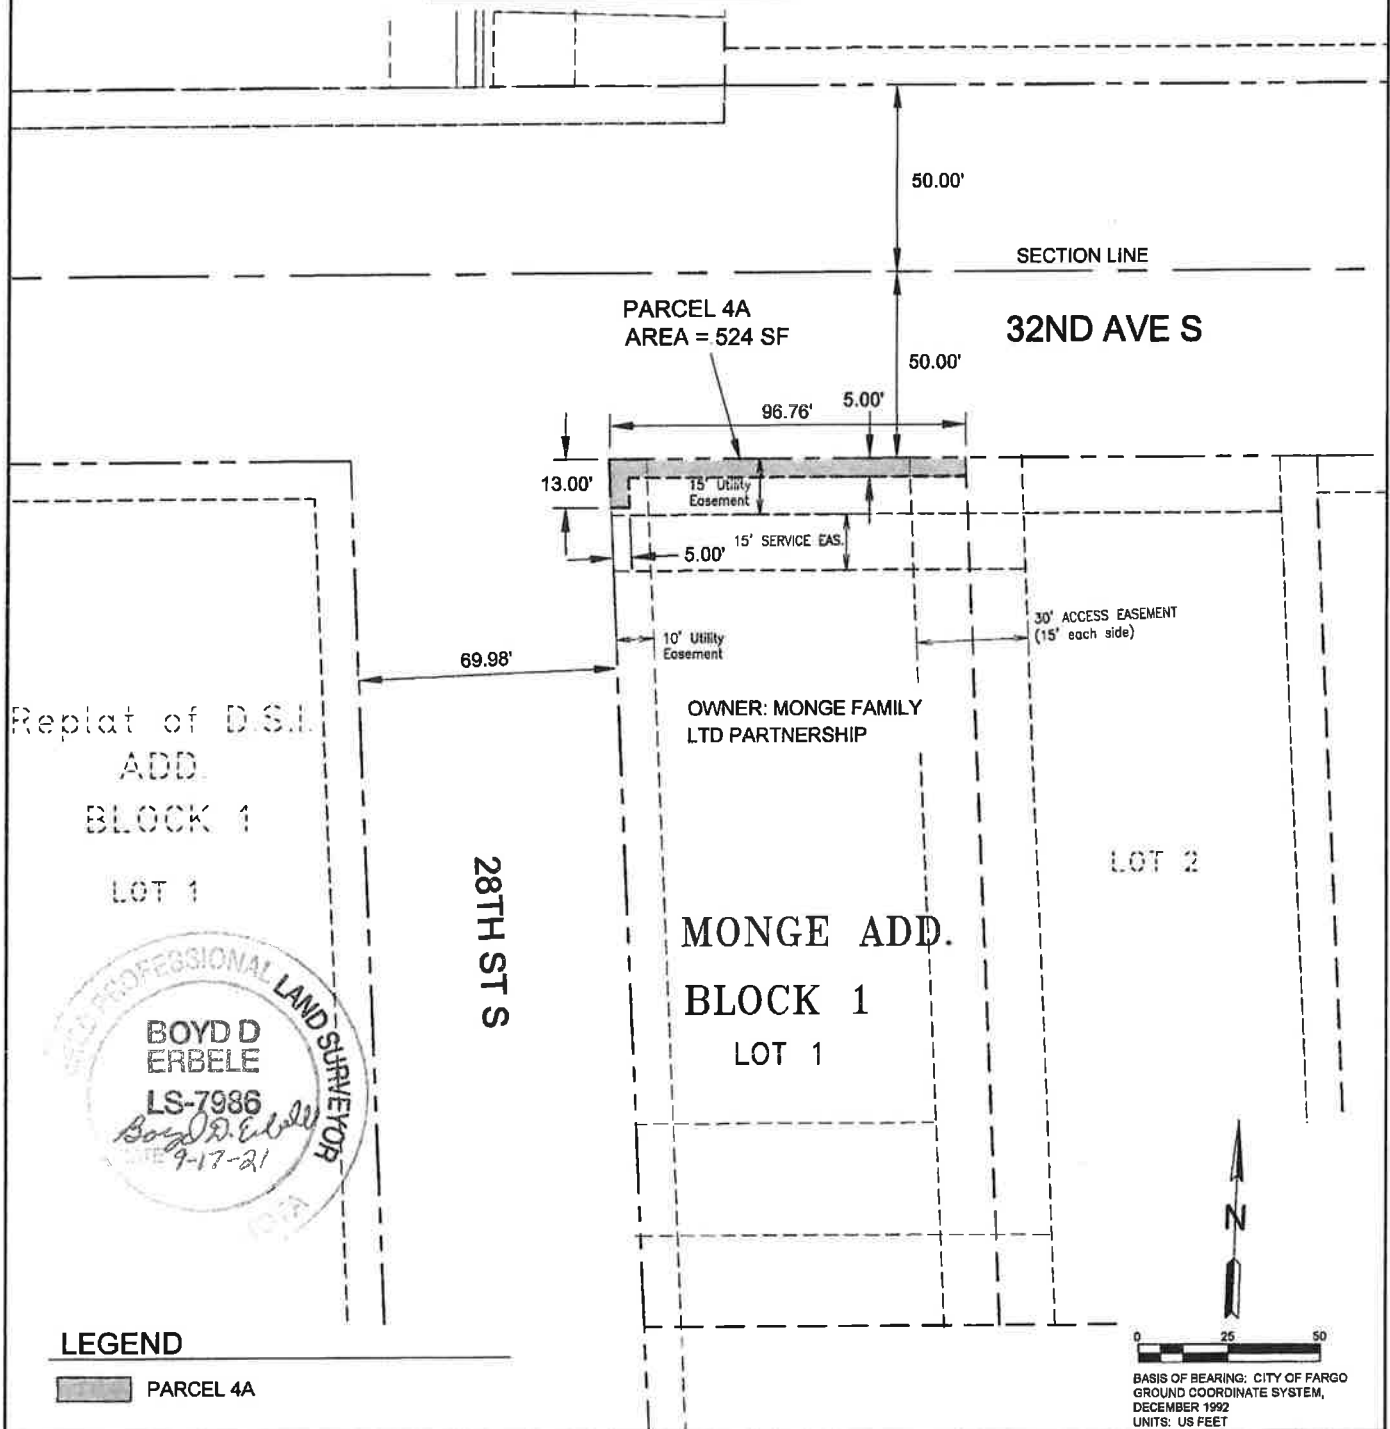 50.00'
SECTION LINE
32ND AVE S
PARCEL 4A
AREA = 524 SF
50.00'
96.76'
5.00'
13.00'
15' Utility
Easement
15' SERVICE EAS.
5.00'
30' ACCESS EASEMENT
(15' each side)
10' Utility
Easement
69.98'
OWNER: MONGE FAMILY
LTD PARTNERSHIP
Replat of D.S.I.
ADD.
BLOCK 1
LOT 1
28TH ST S
LOT 2
MONGE ADD.
BLOCK 1
LOT 1
PROFESSIONAL LAND SURVEYOR
BOYD D
ERBELE
LS-7986
Boyd D. Erbele
DATE 9-17-21
N
LEGEND
PARCEL 4A
0 25 50
BASIS OF BEARING: CITY OF FARGO
GROUND COORDINATE SYSTEM,
DECEMBER 1992
UNITS: US FEET